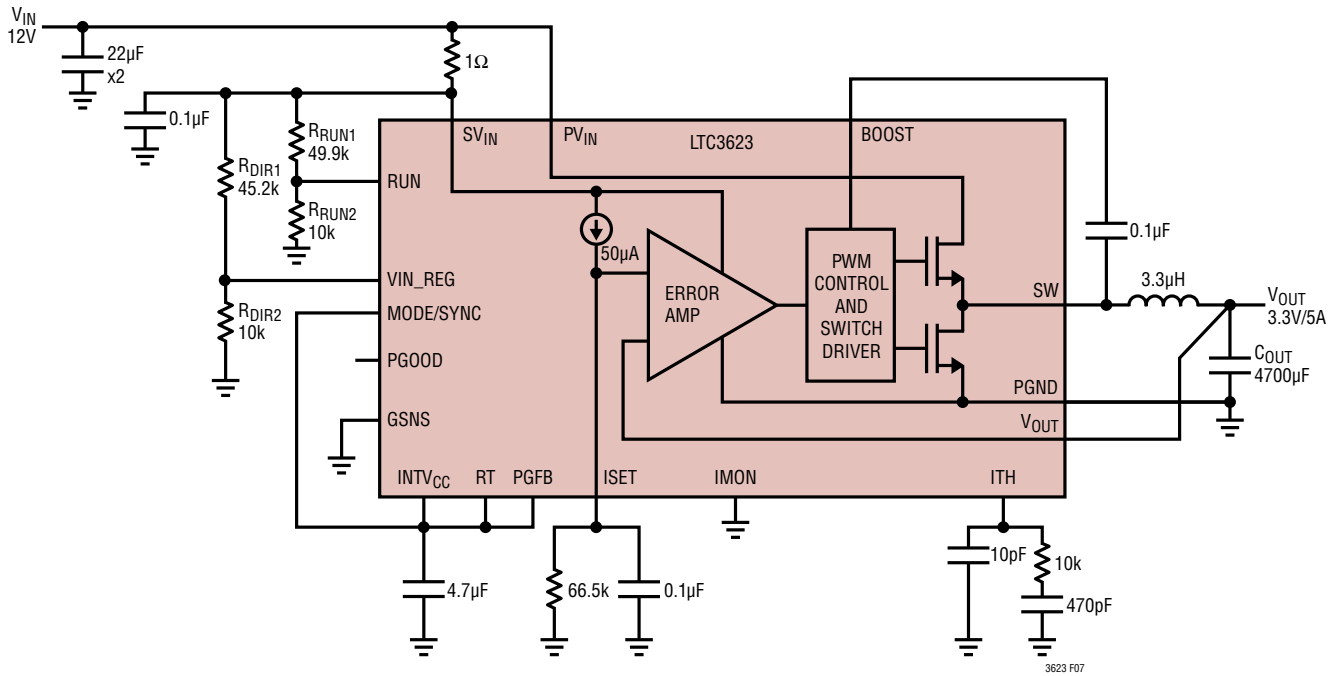 VIN
12V
22µF
x2
1Ω
0.1µF
RDIR1
45.2k
RRUN1
49.9k
RRUN2
10k
RDIR2
10k
SVIN
PVIN
LTC3623
BOOST
RUN
VIN_REG
MODE/SYNC
PGOOD
GSNS
50µA
ERROR
AMP
PWM
CONTROL
AND
SWITCH
DRIVER
0.1µF
SW
3.3µH
VOUT
3.3V/5A
COUT
4700µF
PGND
VOUT
INTVCC
RT
PGFB
ISET
IMON
ITH
4.7µF
66.5k
0.1µF
10pF
10k
470pF
3623 F07